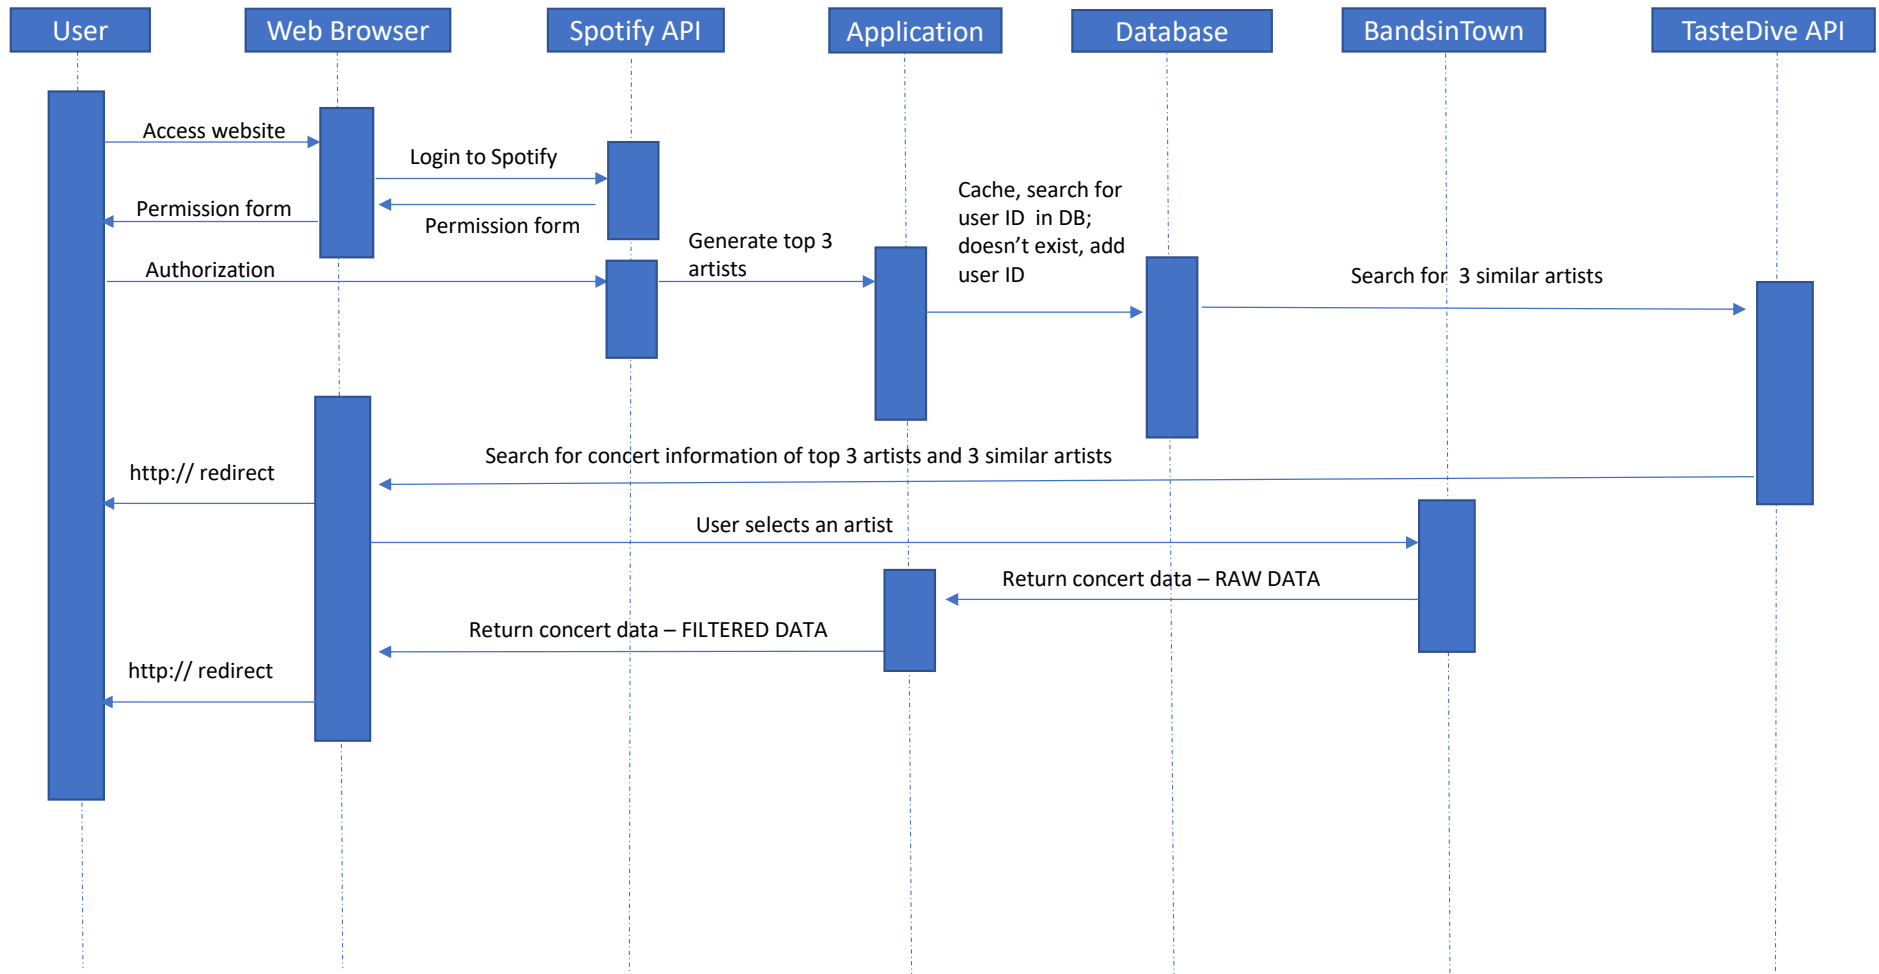 User
Web Browser
Spotify API
Application
Database
BandsinTown
TasteDive API
Access website
Login to Spotify
Permission form
Permission form
Authorization
Generate top 3
artists
Cache, search for
user ID in DB;
doesn’t exist, add
user ID
Search for 3 similar artists
Search for concert information of top 3 artists and 3 similar artists
http:// redirect
User selects an artist
Return concert data – RAW DATA
Return concert data – FILTERED DATA
http:// redirect